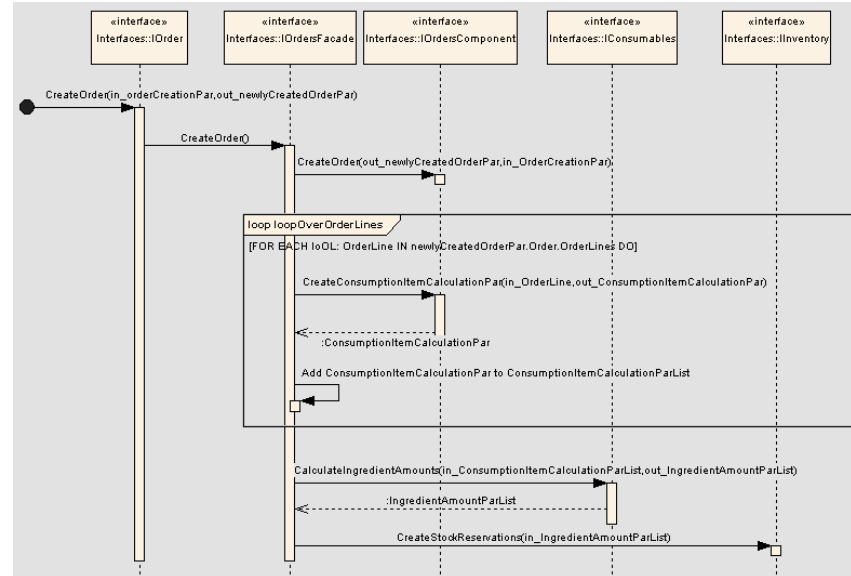 «interface»
Interfaces::IOrder
«interface»
Interfaces::IOrdersFacade
«interface»
Interfaces::IOrdersComponent
«interface»
Interfaces::IConsumables
«interface»
Interfaces::IInventory
CreateOrder(in_orderCreationPar,out_newlyCreatedOrderPar)
CreateOrder()
CreateOrder(out_newlyCreatedOrderPar,in_OrderCreationPar)
loop loopOverOrderLines
[FOR EACH loOL: OrderLine IN newlyCreatedOrderPar.Order.OrderLines DO]
CreateConsumptionItemCalculationPar(in_OrderLine,out_ConsumptionItemCalculationPar)
:ConsumptionItemCalculationPar
Add ConsumptionItemCalculationPar to ConsumptionItemCalculationParList
CalculateIngredientAmounts(in_ConsumptionItemCalculationParList,out_IngredientAmountParList)
:IngredientAmountParList
CreateStockReservations(in_IngredientAmountParList)